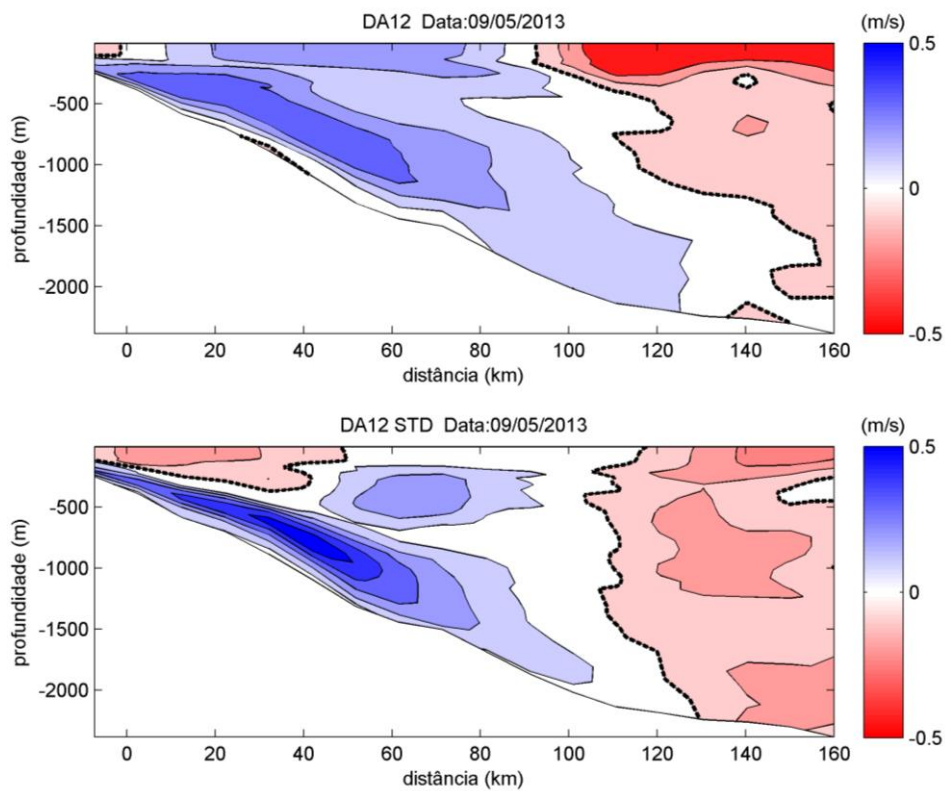 DA12 Data:09/05/2013
(m/s)
0.5
0
-0.5
-500
-1000
-1500
-2000
profundidade (m)
0 20 40 60 80 100 120 140 160
distância (km)
DA12 STD Data:09/05/2013
(m/s)
0.5
0
-0.5
-500
-1000
-1500
-2000
profundidade (m)
0 20 40 60 80 100 120 140 160
distância (km)